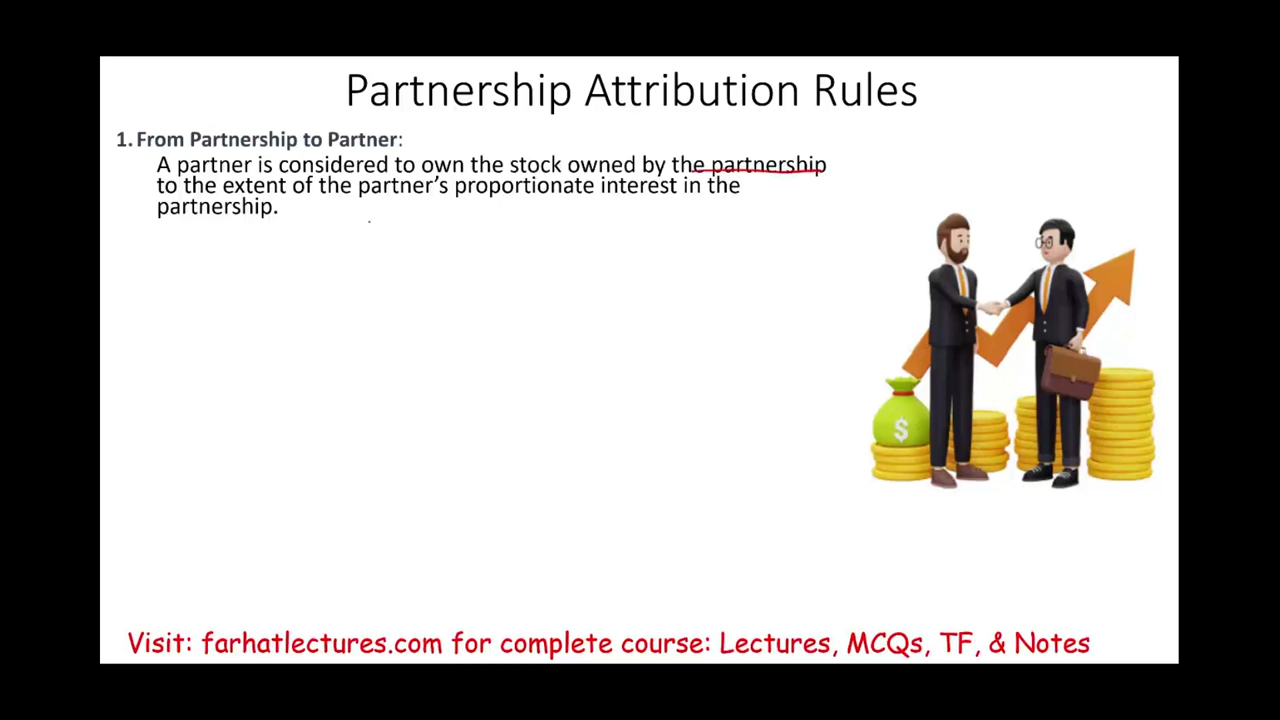 Partnership Attribution Rules
1. From Partnership to Partner:
A partner is considered to own the stock owned by the partnership
to the extent of the partner’s proportionate interest in the
partnership.
$
Visit: farhatlectures.com for complete course: Lectures, MCQs, TF, & Notes